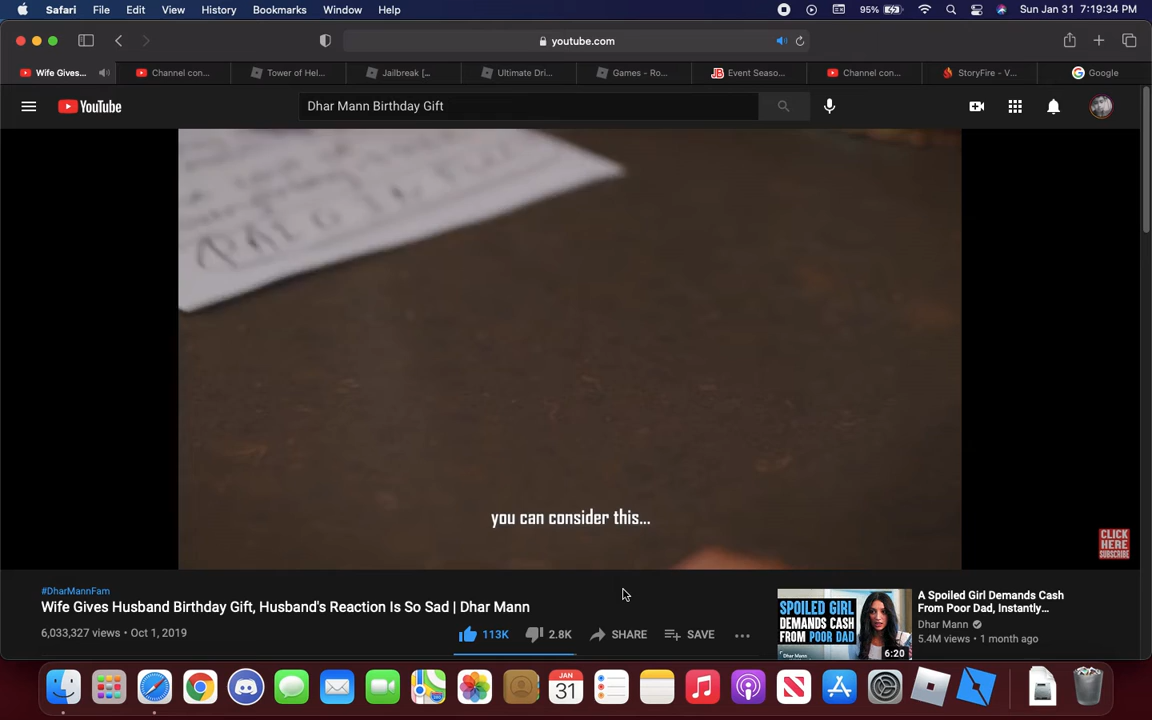 Safari File Edit View History Bookmarks Window Help 95% Sun Jan 31 7:19:34 PM
youtube.com
Wife Gives... Channel con... Tower of Hel... Jailbreak [... Ultimate Dri... Games - Ro... JB Event Seaso... Channel con... StoryFire - V... Google
YouTube Dhar Mann Birthday Gift
you can consider this...
CLICK
HERE
SUBSCRIBE
#DharMannFam
Wife Gives Husband Birthday Gift, Husband's Reaction Is So Sad | Dhar Mann
6,033,327 views • Oct 1, 2019
113K 2.8K SHARE SAVE
SPOILED GIRL
DEMANDS CASH
FROM POOR DAD
Dhar Mann
6:20
A Spoiled Girl Demands Cash
From Poor Dad, Instantly...
Dhar Mann
5.4M views • 1 month ago
JAN
31